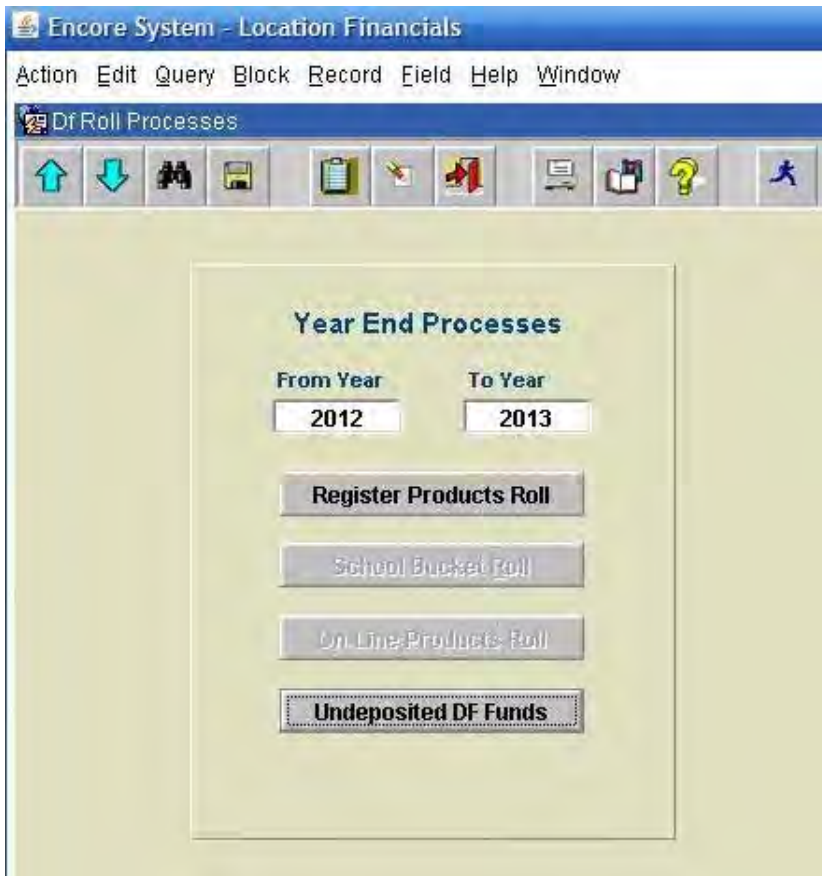 Encore System - Location Financials
Action Edit Query Block Record Field Help Window
Df Roll Processes
Year End Processes
From Year To Year
2012 2013
Register Products Roll
School Bucket Roll
On Line Products Roll
Undeposited DF Funds